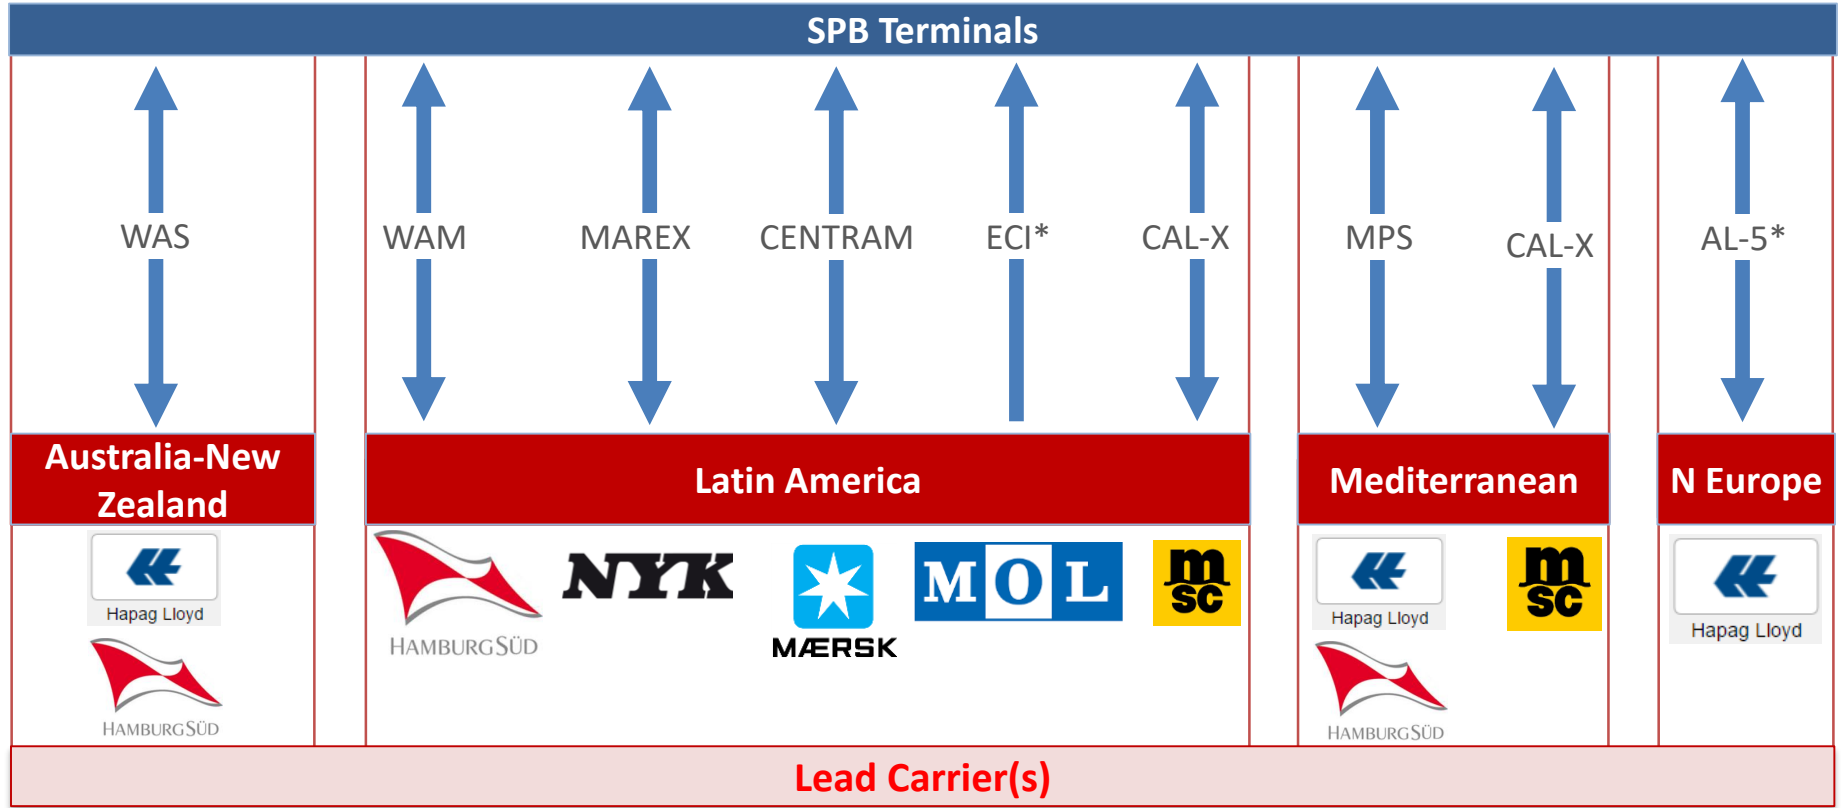 SPB Terminals
WAS
WAM
MAREX
CENTRAM
ECI*
CAL-X
MPS
CAL-X
AL-5*
Australia-New
Zealand
Latin America
Mediterranean
N Europe
Hapag Lloyd
HAMBURG SÜD
HAMBURG SÜD
NYK
MÆRSK
MOL
msc
Hapag Lloyd
HAMBURG SÜD
msc
Hapag Lloyd
Lead Carrier(s)